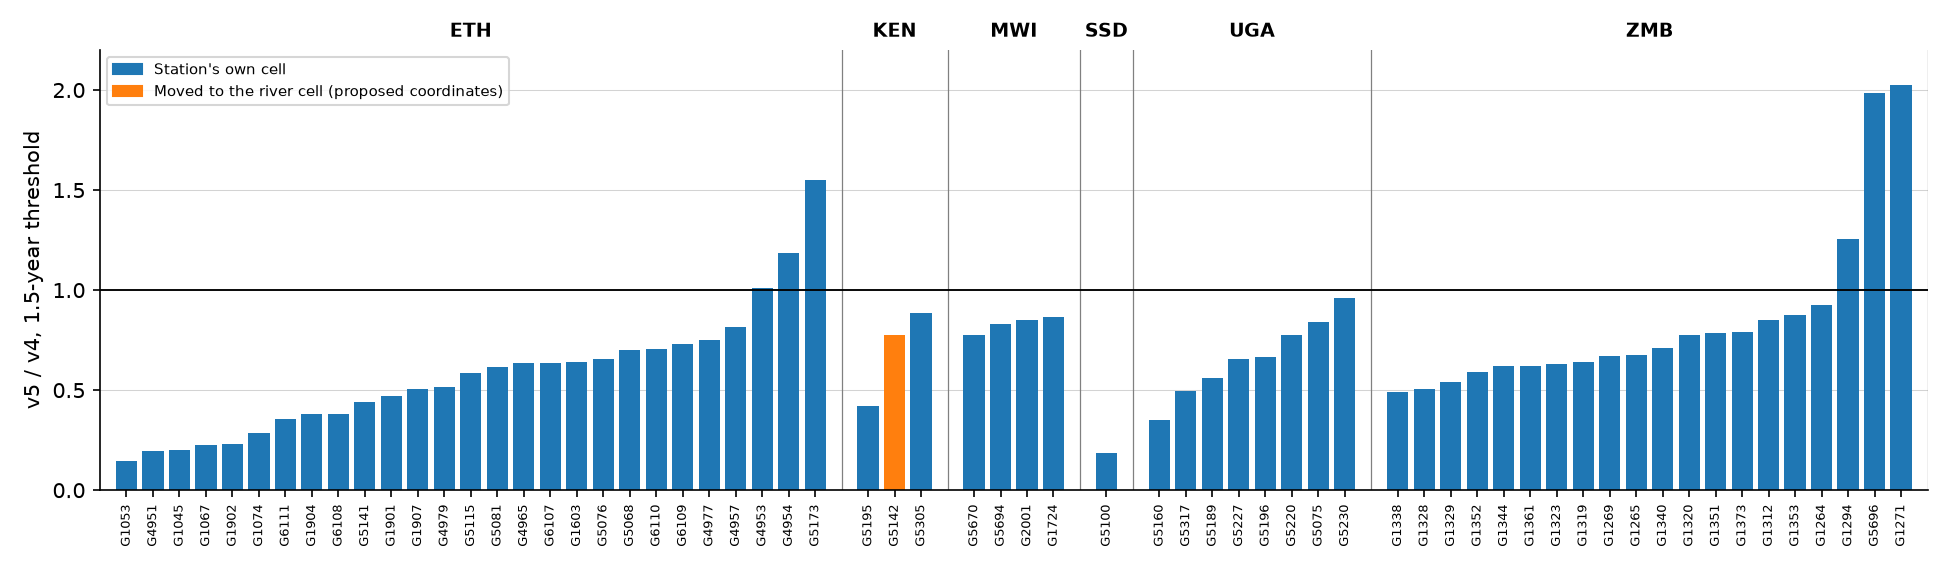 ETH KEN MWI SSD UGA ZMB
Station's own cell
Moved to the river cell (proposed coordinates)
v5 / v4, 1.5-year threshold
2.0
1.5
1.0
0.5
0.0
G1053 G4951 G1045 G1067 G1902 G1074 G6111 G1904 G6108 G5141 G1901 G1907 G4979 G5115 G5081 G4965 G6107 G1603 G5076 G5068 G6110 G6109 G4977 G4957 G4953 G4954 G5173 G5195 G5142 G5305 G5670 G5694 G2001 G1724 G5100 G5160 G5317 G5189 G5227 G5196 G5220 G5075 G5230 G1338 G1328 G1329 G1352 G1344 G1361 G1323 G1319 G1269 G1265 G1340 G1320 G1351 G1373 G1312 G1353 G1264 G1294 G5696 G1271